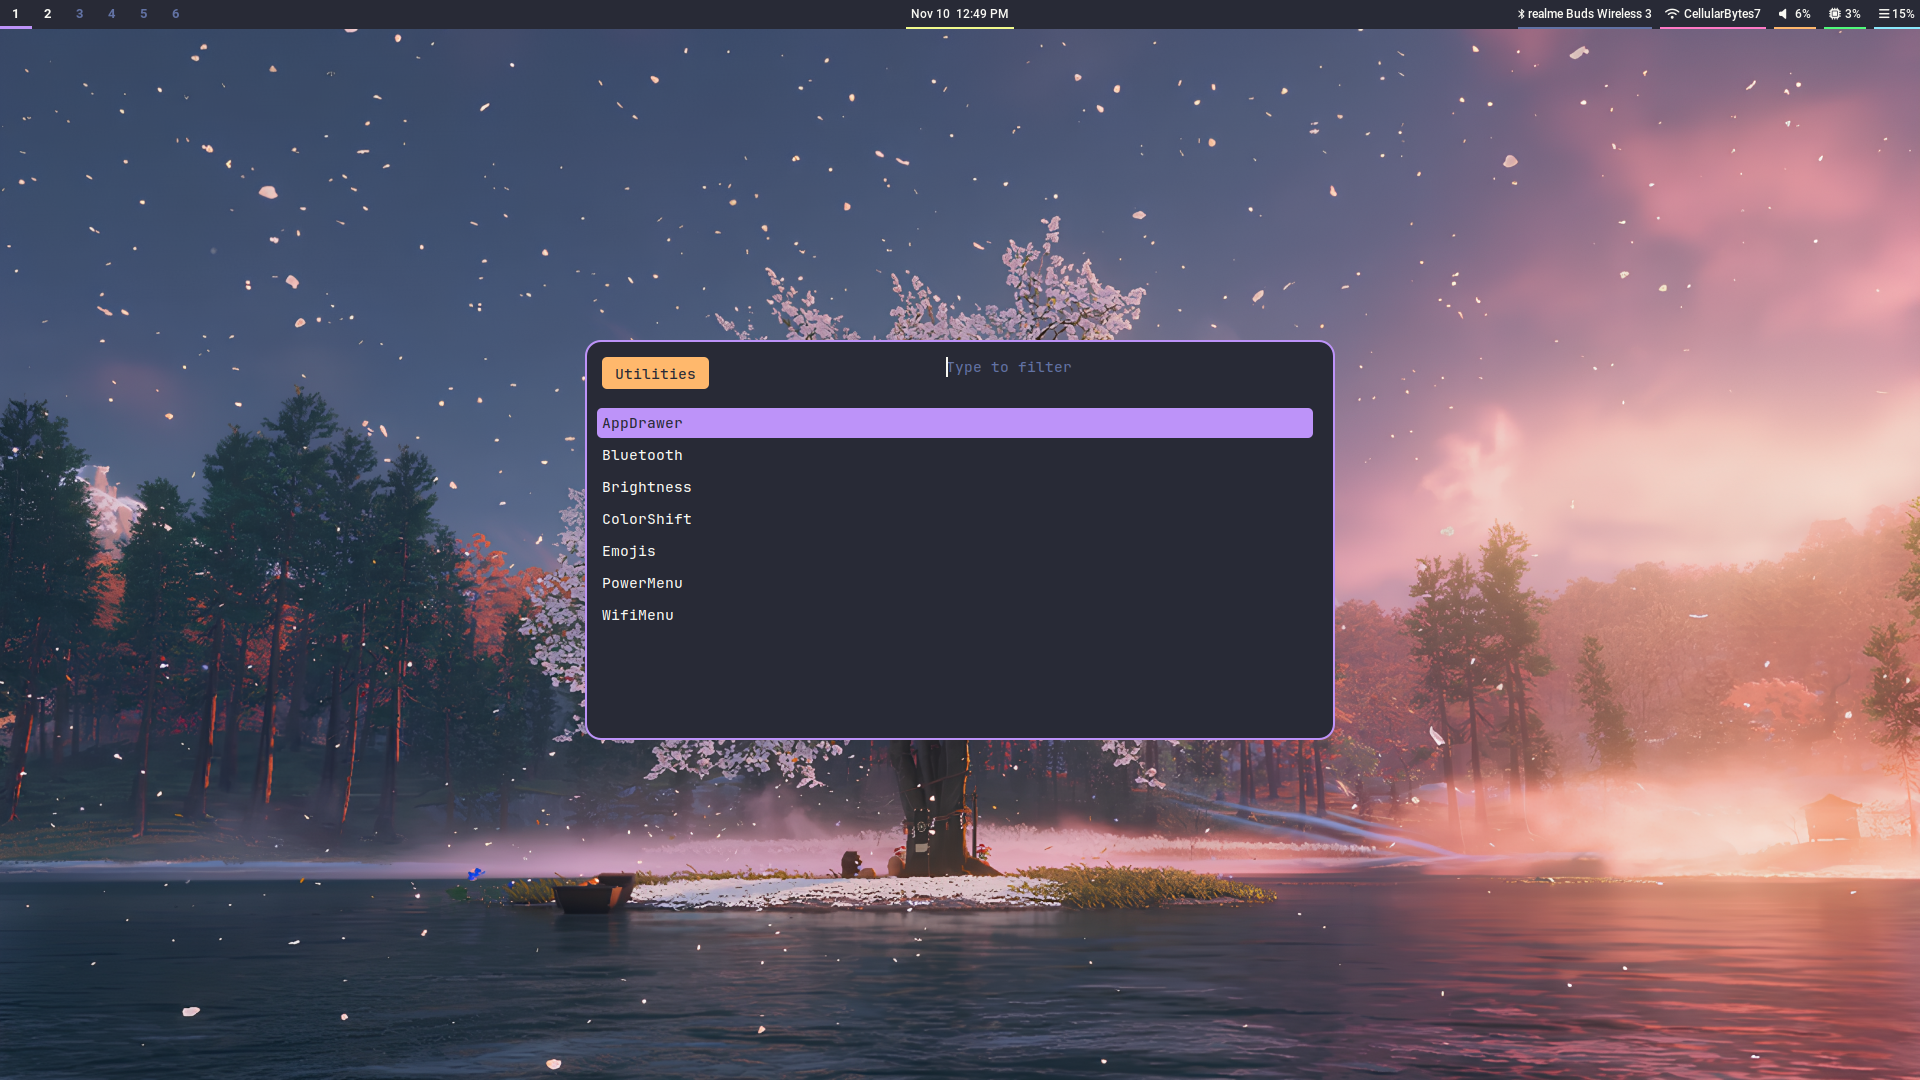 1 2 3 4 5 6 Nov 10 12:49 PM realme Buds Wireless 3 CellularBytes7 6% 3% 15%
Utilities Type to filter
AppDrawer
Bluetooth
Brightness
ColorShift
Emojis
PowerMenu
WifiMenu